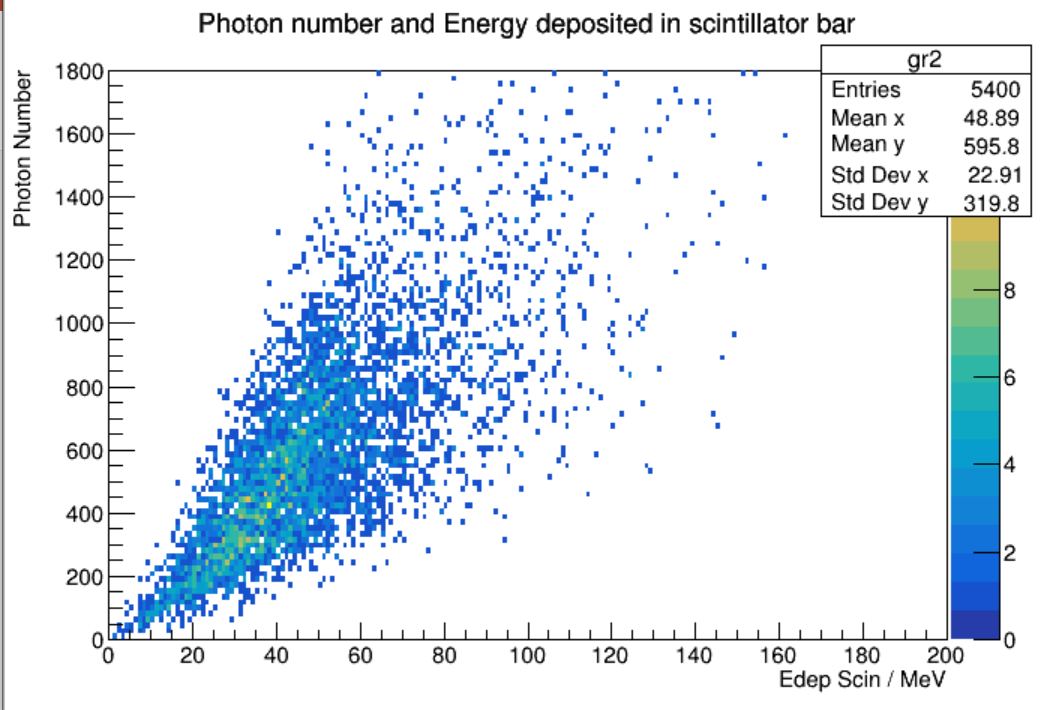 Photon number and Energy deposited in scintillator bar
gr2
Entries 5400
Mean x 48.89
Mean y 595.8
Std Dev x 22.91
Std Dev y 319.8
Photon Number
1800
1600
1400
1200
1000
800
600
400
200
0
8
6
4
2
0
0 20 40 60 80 100 120 140 160 180 200
Edep Scin / MeV